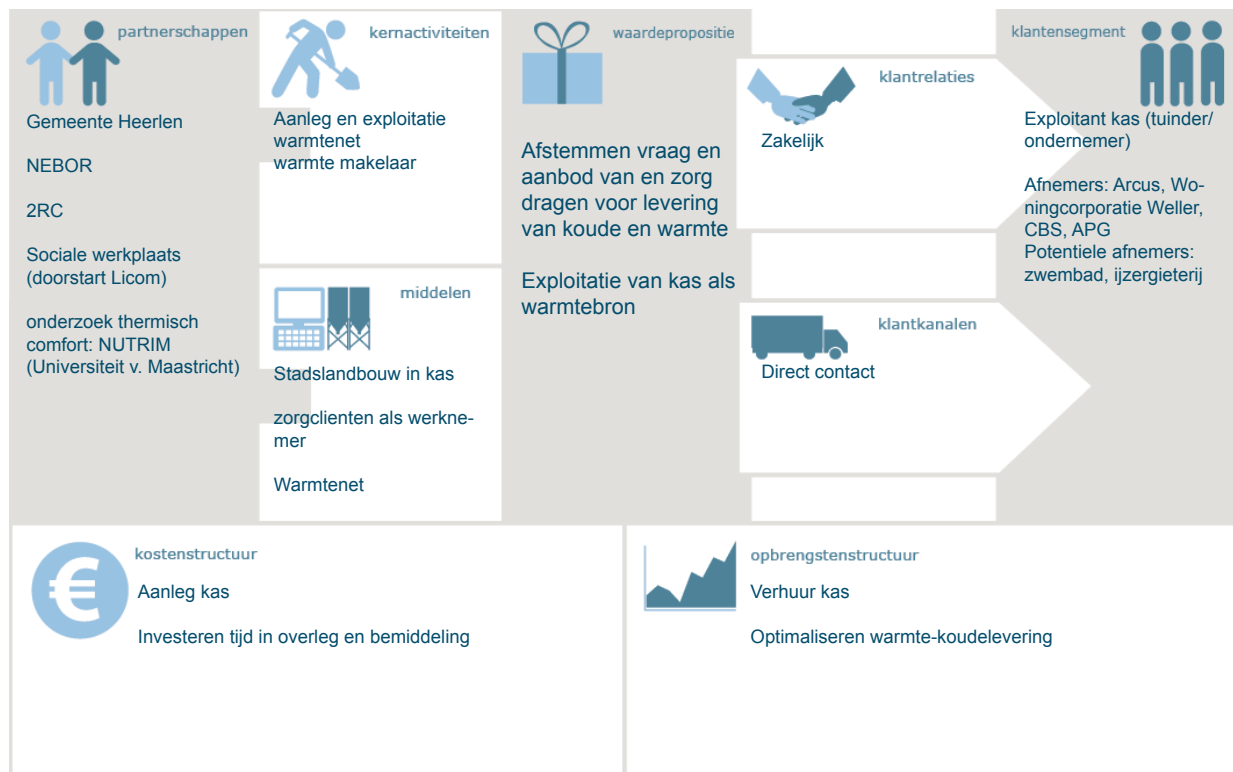 partnerschappen
Gemeente Heerlen
NEBOR
2RC
Sociale werkplaats
(doorstart Licom)
onderzoek thermisch
comfort: NUTRIM
(Universiteit v. Maastricht)
kernactiviteiten
Aanleg en exploitatie
warmtenet
warmte makelaar
middelen
Stadslandbouw in kas
zorgclienten als werkne-
mer
Warmtenet
waardepropositie
Afstemmen vraag en
aanbod van en zorg
dragen voor levering
van koude en warmte
Exploitatie van kas als
warmtebron
klantrelaties
Zakelijk
klantkanalen
Direct contact
klantensegment
Exploitant kas (tuinder/
ondernemer)
Afnemers: Arcus, Wo-
ningcorporatie Weller,
CBS, APG
Potentiele afnemers:
zwembad, ijzergieterij
kostenstructuur
€
Aanleg kas
Investeren tijd in overleg en bemiddeling
opbrengstenstructuur
Verhuur kas
Optimaliseren warmte-koudelevering